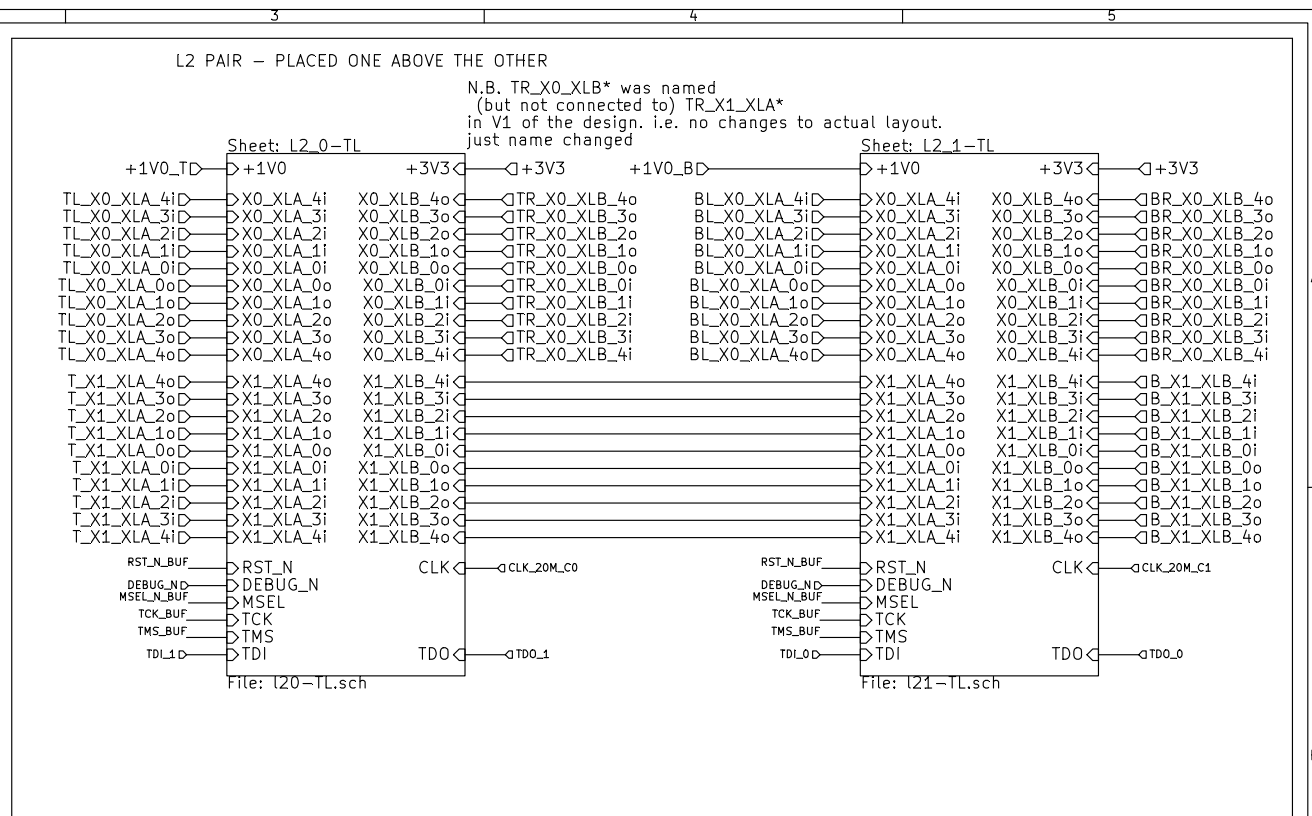 3 4 5
L2 PAIR – PLACED ONE ABOVE THE OTHER
N.B. TR_X0_XLB* was named
(but not connected to) TR_X1_XLA*
in V1 of the design. i.e. no changes to actual layout.
just name changed
Sheet: L2_0-TL Sheet: L2_1-TL
+1V0_T +1V0 +3V3 +3V3 +1V0_B +1V0 +3V3 +3V3
TL_X0_XLA_4i X0_XLA_4i X0_XLB_4o TR_X0_XLB_4o BL_X0_XLA_4i X0_XLA_4i X0_XLB_4o BR_X0_XLB_4o
TL_X0_XLA_3i X0_XLA_3i X0_XLB_3o TR_X0_XLB_3o BL_X0_XLA_3i X0_XLA_3i X0_XLB_3o BR_X0_XLB_3o
TL_X0_XLA_2i X0_XLA_2i X0_XLB_2o TR_X0_XLB_2o BL_X0_XLA_2i X0_XLA_2i X0_XLB_2o BR_X0_XLB_2o
TL_X0_XLA_1i X0_XLA_1i X0_XLB_1o TR_X0_XLB_1o BL_X0_XLA_1i X0_XLA_1i X0_XLB_1o BR_X0_XLB_1o
TL_X0_XLA_0i X0_XLA_0i X0_XLB_0o TR_X0_XLB_0o BL_X0_XLA_0i X0_XLA_0i X0_XLB_0o BR_X0_XLB_0o
TL_X0_XLA_0o X0_XLA_0o X0_XLB_0i TR_X0_XLB_0i BL_X0_XLA_0o X0_XLA_0o X0_XLB_0i BR_X0_XLB_0i
TL_X0_XLA_1o X0_XLA_1o X0_XLB_1i TR_X0_XLB_1i BL_X0_XLA_1o X0_XLA_1o X0_XLB_1i BR_X0_XLB_1i
TL_X0_XLA_2o X0_XLA_2o X0_XLB_2i TR_X0_XLB_2i BL_X0_XLA_2o X0_XLA_2o X0_XLB_2i BR_X0_XLB_2i
TL_X0_XLA_3o X0_XLA_3o X0_XLB_3i TR_X0_XLB_3i BL_X0_XLA_3o X0_XLA_3o X0_XLB_3i BR_X0_XLB_3i
TL_X0_XLA_4o X0_XLA_4o X0_XLB_4i TR_X0_XLB_4i BL_X0_XLA_4o X0_XLA_4o X0_XLB_4i BR_X0_XLB_4i
T_X1_XLA_4o X1_XLA_4o X1_XLB_4i X1_XLA_4o X1_XLB_4i B_X1_XLB_4i
T_X1_XLA_3o X1_XLA_3o X1_XLB_3i X1_XLA_3o X1_XLB_3i B_X1_XLB_3i
T_X1_XLA_2o X1_XLA_2o X1_XLB_2i X1_XLA_2o X1_XLB_2i B_X1_XLB_2i
T_X1_XLA_1o X1_XLA_1o X1_XLB_1i X1_XLA_1o X1_XLB_1i B_X1_XLB_1i
T_X1_XLA_0o X1_XLA_0o X1_XLB_0i X1_XLA_0o X1_XLB_0i B_X1_XLB_0i
T_X1_XLA_0i X1_XLA_0i X1_XLB_0o X1_XLA_0i X1_XLB_0o B_X1_XLB_0o
T_X1_XLA_1i X1_XLA_1i X1_XLB_1o X1_XLA_1i X1_XLB_1o B_X1_XLB_1o
T_X1_XLA_2i X1_XLA_2i X1_XLB_2o X1_XLA_2i X1_XLB_2o B_X1_XLB_2o
T_X1_XLA_3i X1_XLA_3i X1_XLB_3o X1_XLA_3i X1_XLB_3o B_X1_XLB_3o
T_X1_XLA_4i X1_XLA_4i X1_XLB_4o X1_XLA_4i X1_XLB_4o B_X1_XLB_4o
RST_N_BUF RST_N CLK CLK_20M_C0 RST_N_BUF RST_N CLK CLK_20M_C1
DEBUG_N DEBUG_N DEBUG_N DEBUG_N
MSEL_N_BUF MSEL MSEL_N_BUF MSEL
TCK_BUF TCK TCK_BUF TCK
TMS_BUF TMS TMS_BUF TMS
TDI_1 TDI TDO TDO_1 TDI_0 TDI TDO TDO_0
File: l20-TL.sch File: l21-TL.sch